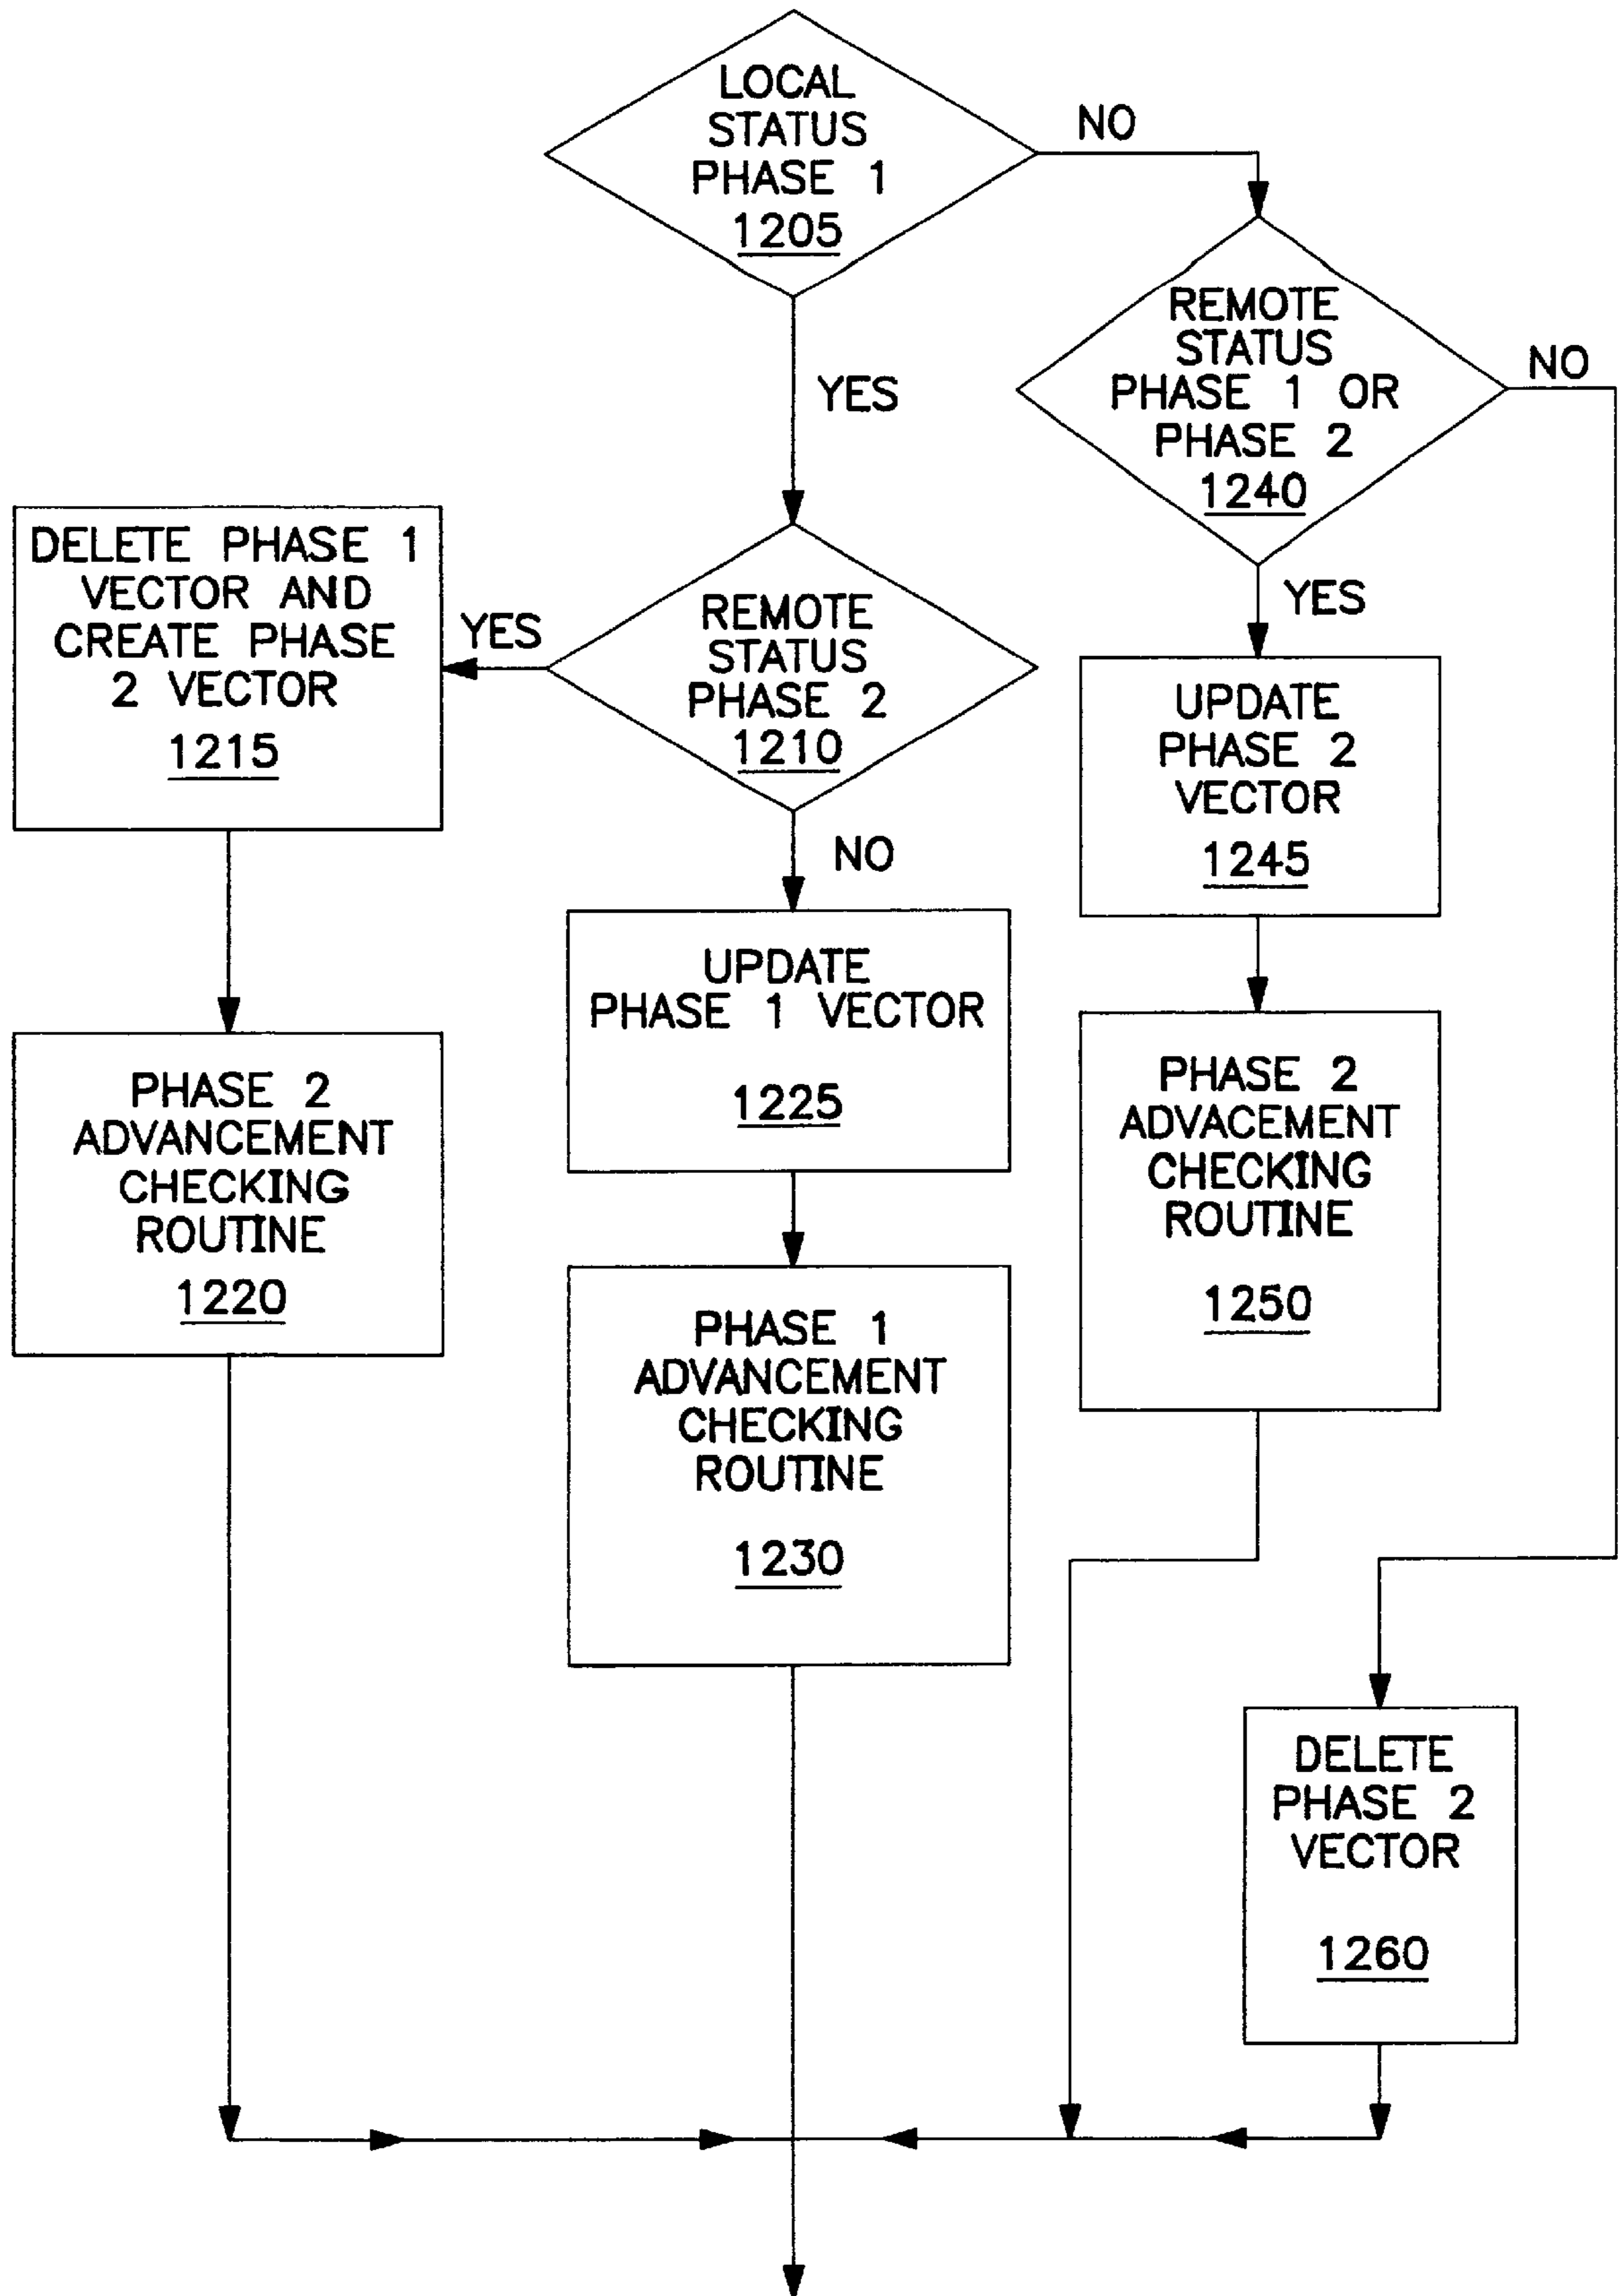 LOCAL
STATUS
PHASE 1
1205
NO
YES
REMOTE
STATUS
PHASE 1 OR
PHASE 2
1240
NO
YES
DELETE PHASE 1
VECTOR AND
CREATE PHASE
2 VECTOR
1215
YES
REMOTE
STATUS
PHASE 2
1210
NO
UPDATE
PHASE 2
VECTOR
1245
UPDATE
PHASE 1 VECTOR
1225
PHASE 2
ADVANCEMENT
CHECKING
ROUTINE
1220
PHASE 2
ADVACEMENT
CHECKING
ROUTINE
1250
PHASE 1
ADVANCEMENT
CHECKING
ROUTINE
1230
DELETE
PHASE 2
VECTOR
1260